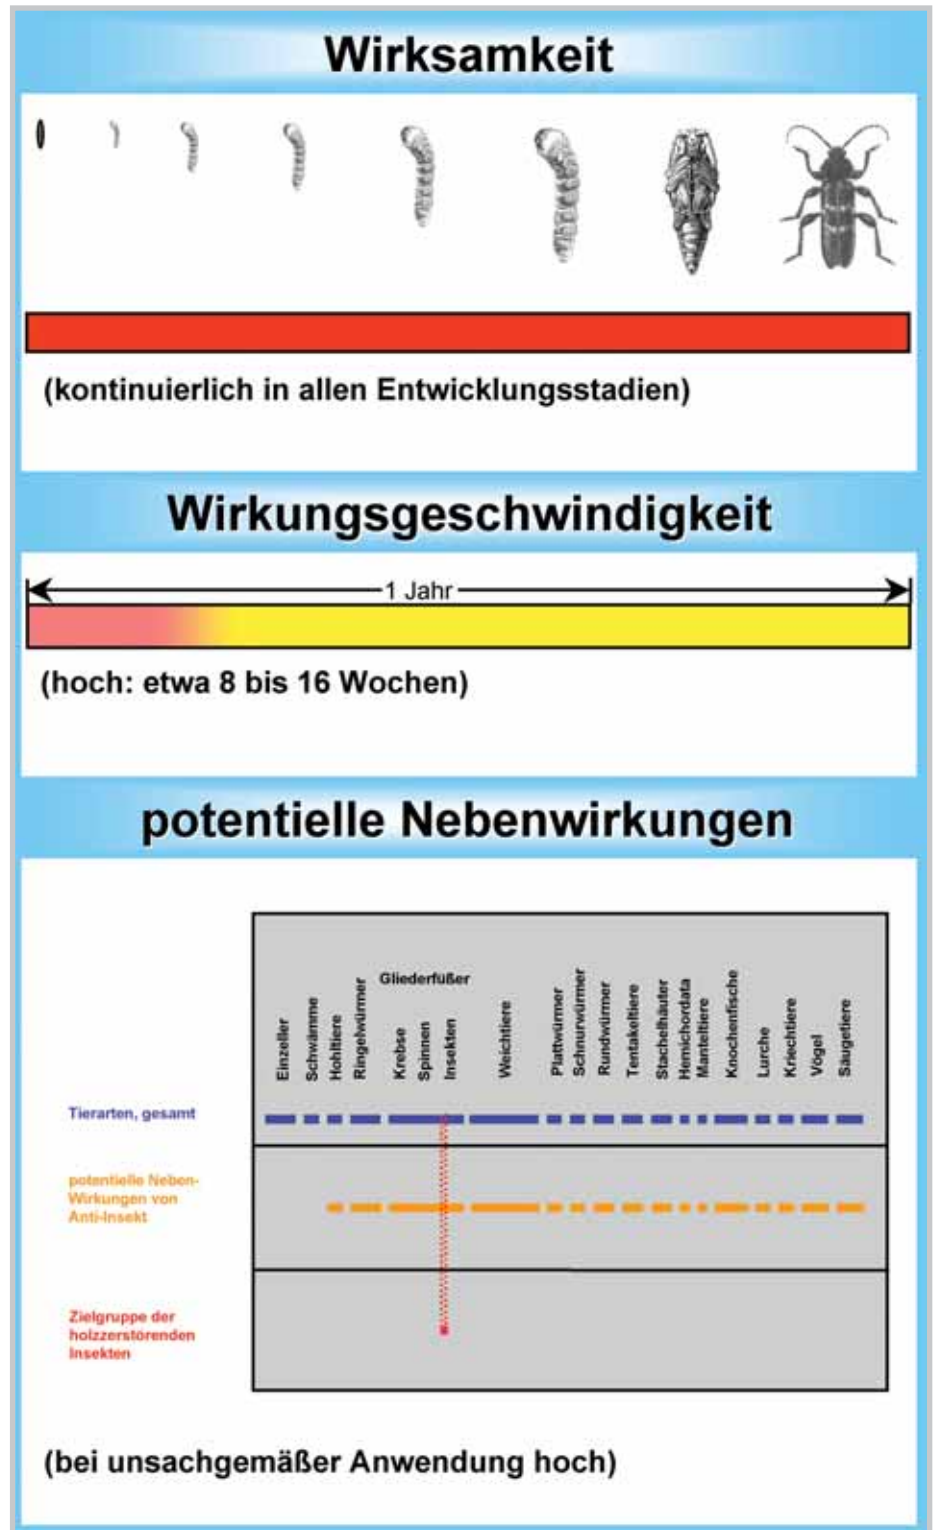 Wirksamkeit
(kontinuierlich in allen Entwicklungsstadien)
Wirkungsgeschwindigkeit
1 Jahr
(hoch: etwa 8 bis 16 Wochen)
potentielle Nebenwirkungen
Gliederfüßer
Einzeller
Schwämme
Hohltiere
Ringelwürmer
Krebse
Spinnen
Insekten
Weichtiere
Plattwürmer
Schnurwürmer
Rundwürmer
Tentakeltiere
Stachelhäuter
Hemichordata
Manteltiere
Knochenfische
Lurche
Kriechtiere
Vögel
Säugetiere
Tierarten, gesamt
potentielle Neben-
Wirkungen von
Anti-Insekt
Zielgruppe der
holzzerstörenden
Insekten
(bei unsachgemäßer Anwendung hoch)